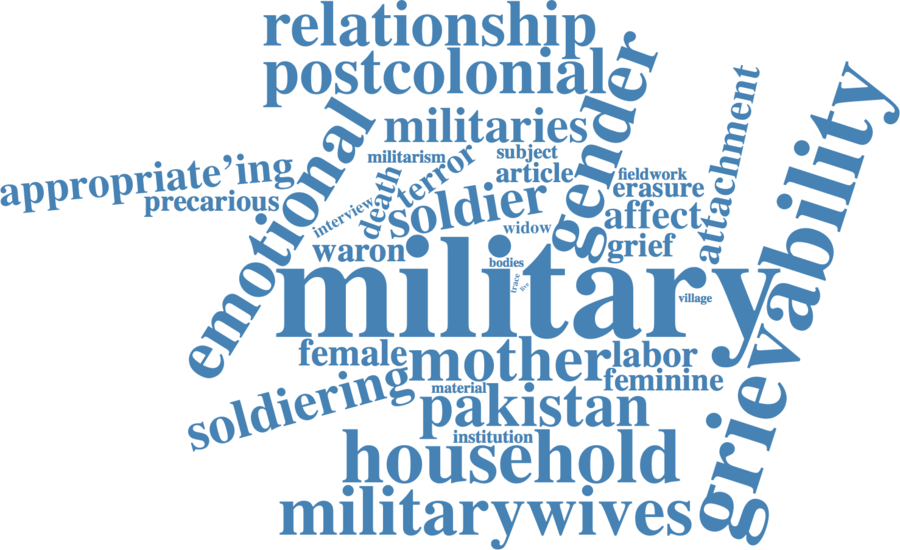 relationship
postcolonial
gender
militaries
emotional
attachment
grievability
militarism
terror
subject
article
appropriate'ing
precarious
death
interview
soldier
fieldwork
erasure
affect
widow
grief
waron
bodies
military
trace
live
village
female
mother
labor
feminine
soldiering
material
pakistan
institution
household
militarywives